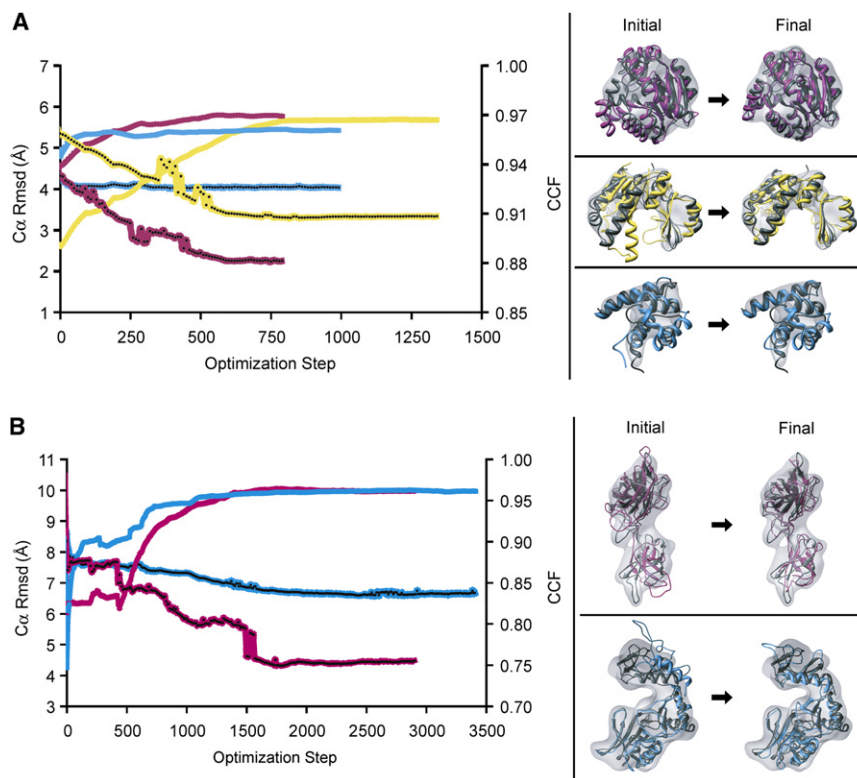 A
Initial Final
7
6
5
4
3
2
1
Cα Rmsd (Å)
1.00
0.97
0.94
0.91
0.88
0.85
CCF
0 250 500 750 1000 1250 1500
Optimization Step
B
Initial Final
11
10
9
8
7
6
5
4
3
Cα Rmsd (Å)
1.00
0.95
0.90
0.85
0.80
0.75
0.70
CCF
0 500 1000 1500 2000 2500 3000 3500
Optimization Step